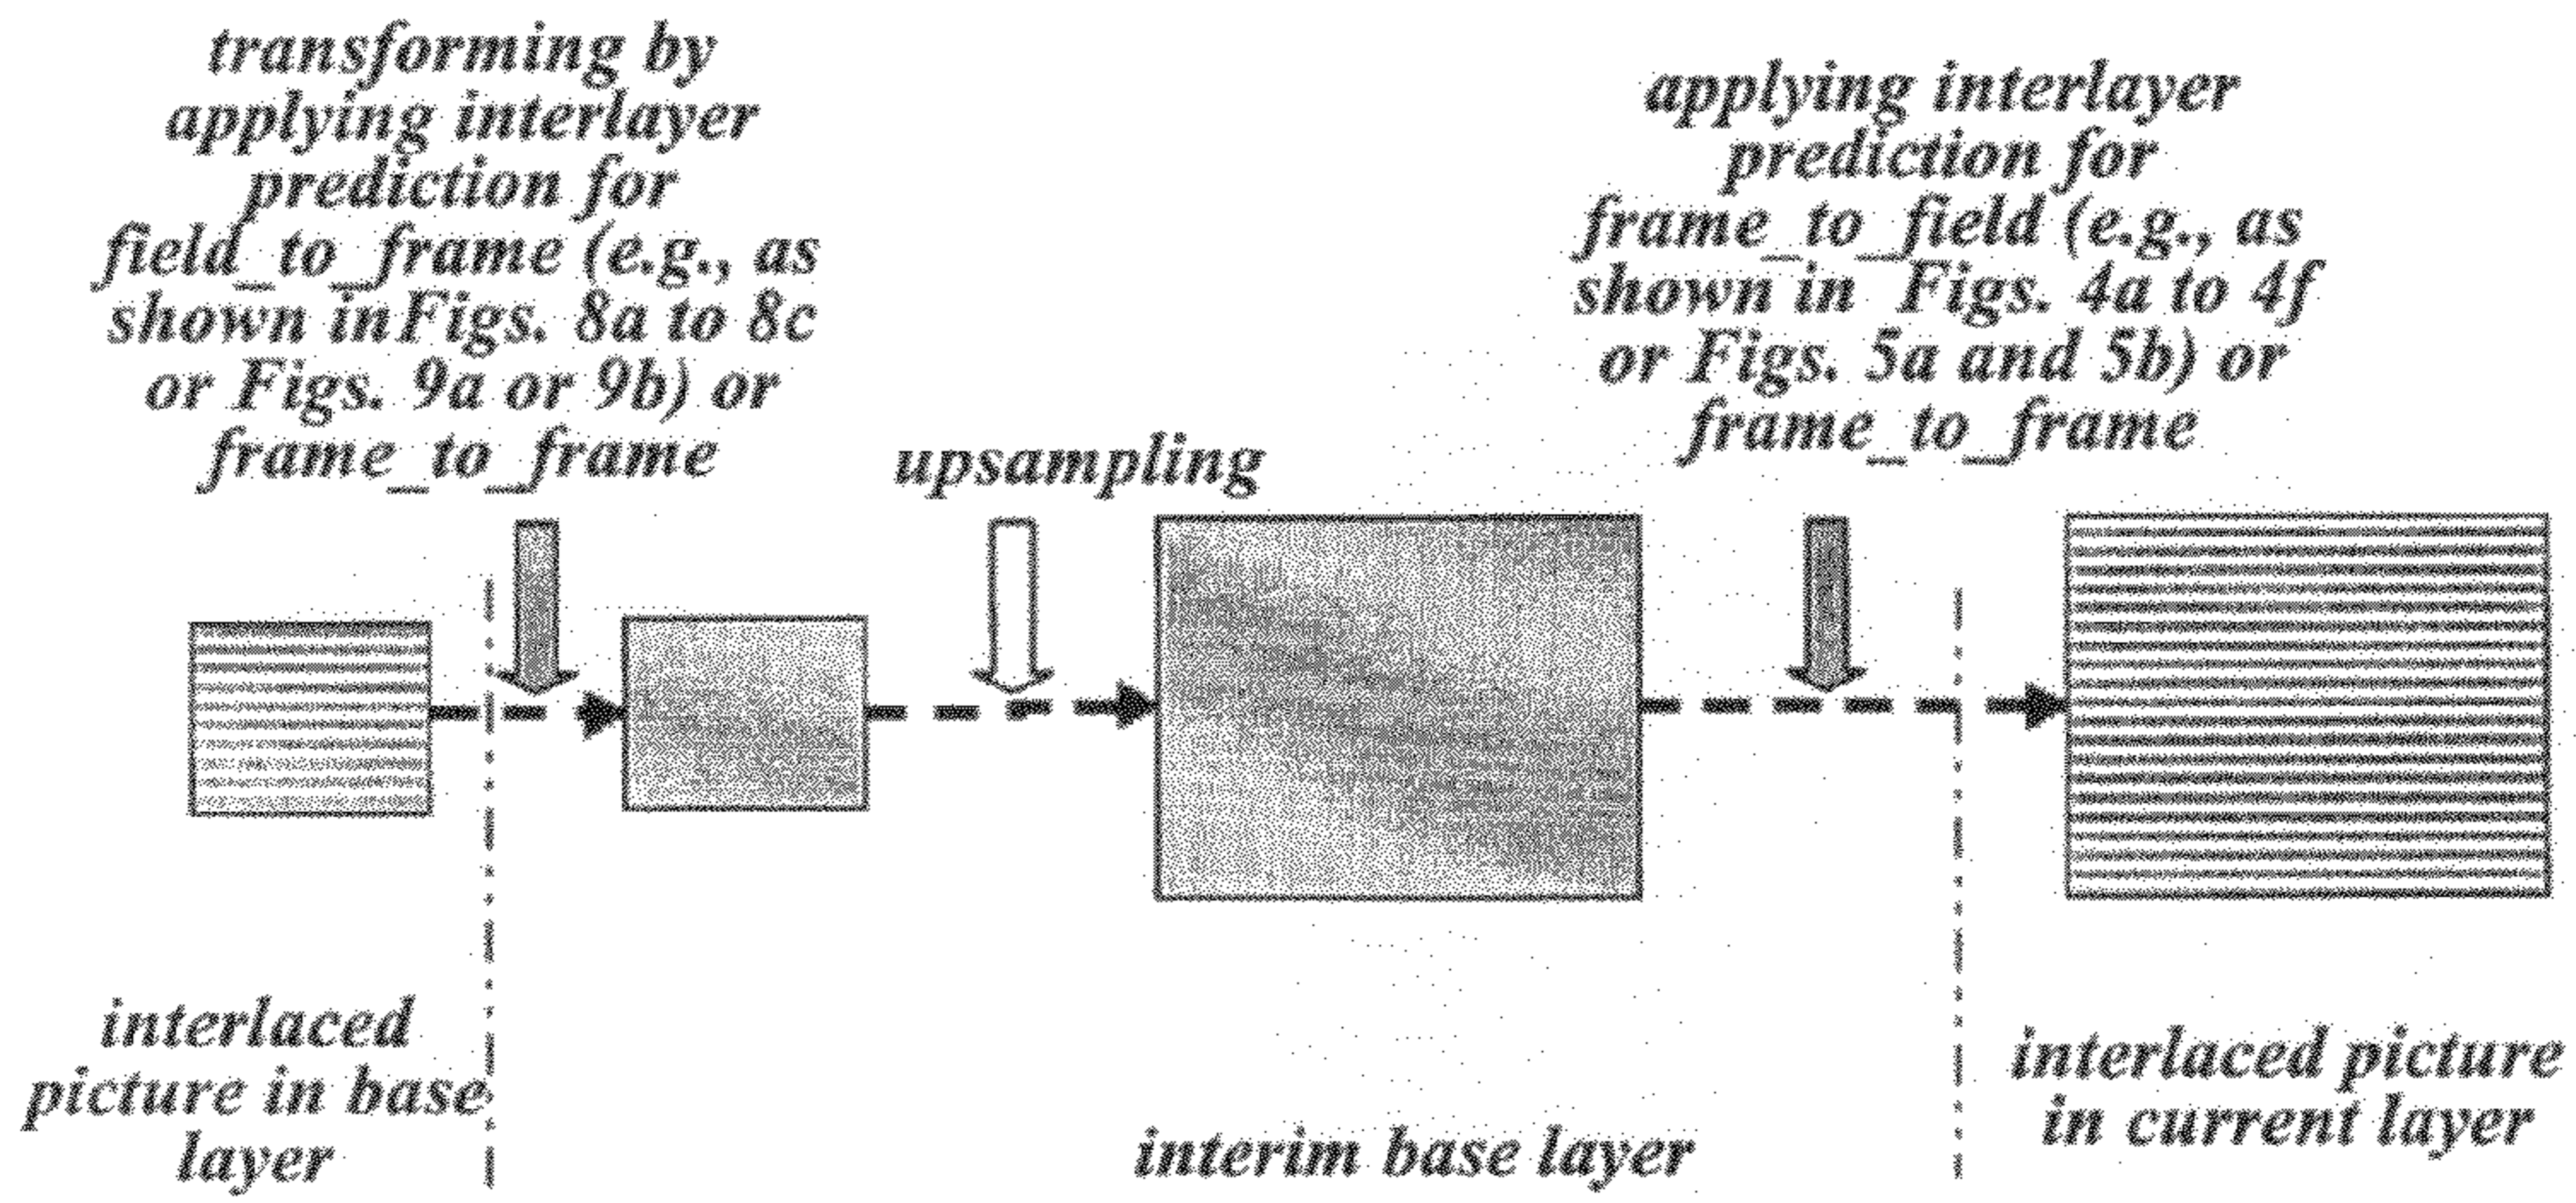 transforming by
applying interlayer
prediction for
field_to_frame (e.g., as
shown inFigs. 8a to 8c
or Figs. 9a or 9b) or
frame_to_frame
upsampling
applying interlayer
prediction for
frame_to_field (e.g., as
shown in Figs. 4a to 4f
or Figs. 5a and 5b) or
frame_to_frame
interlaced
picture in base
layer
interim base layer
interlaced picture
in current layer